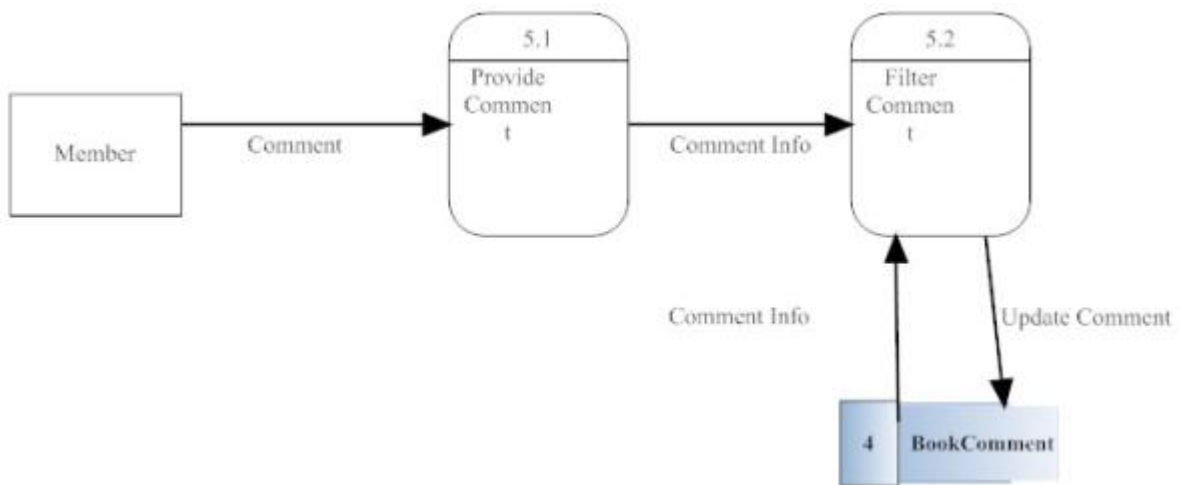 5.1
Provide
Commen
t
5.2
Filter
Commen
t
Member
Comment
Comment Info
Comment Info
Update Comment
4
BookComment